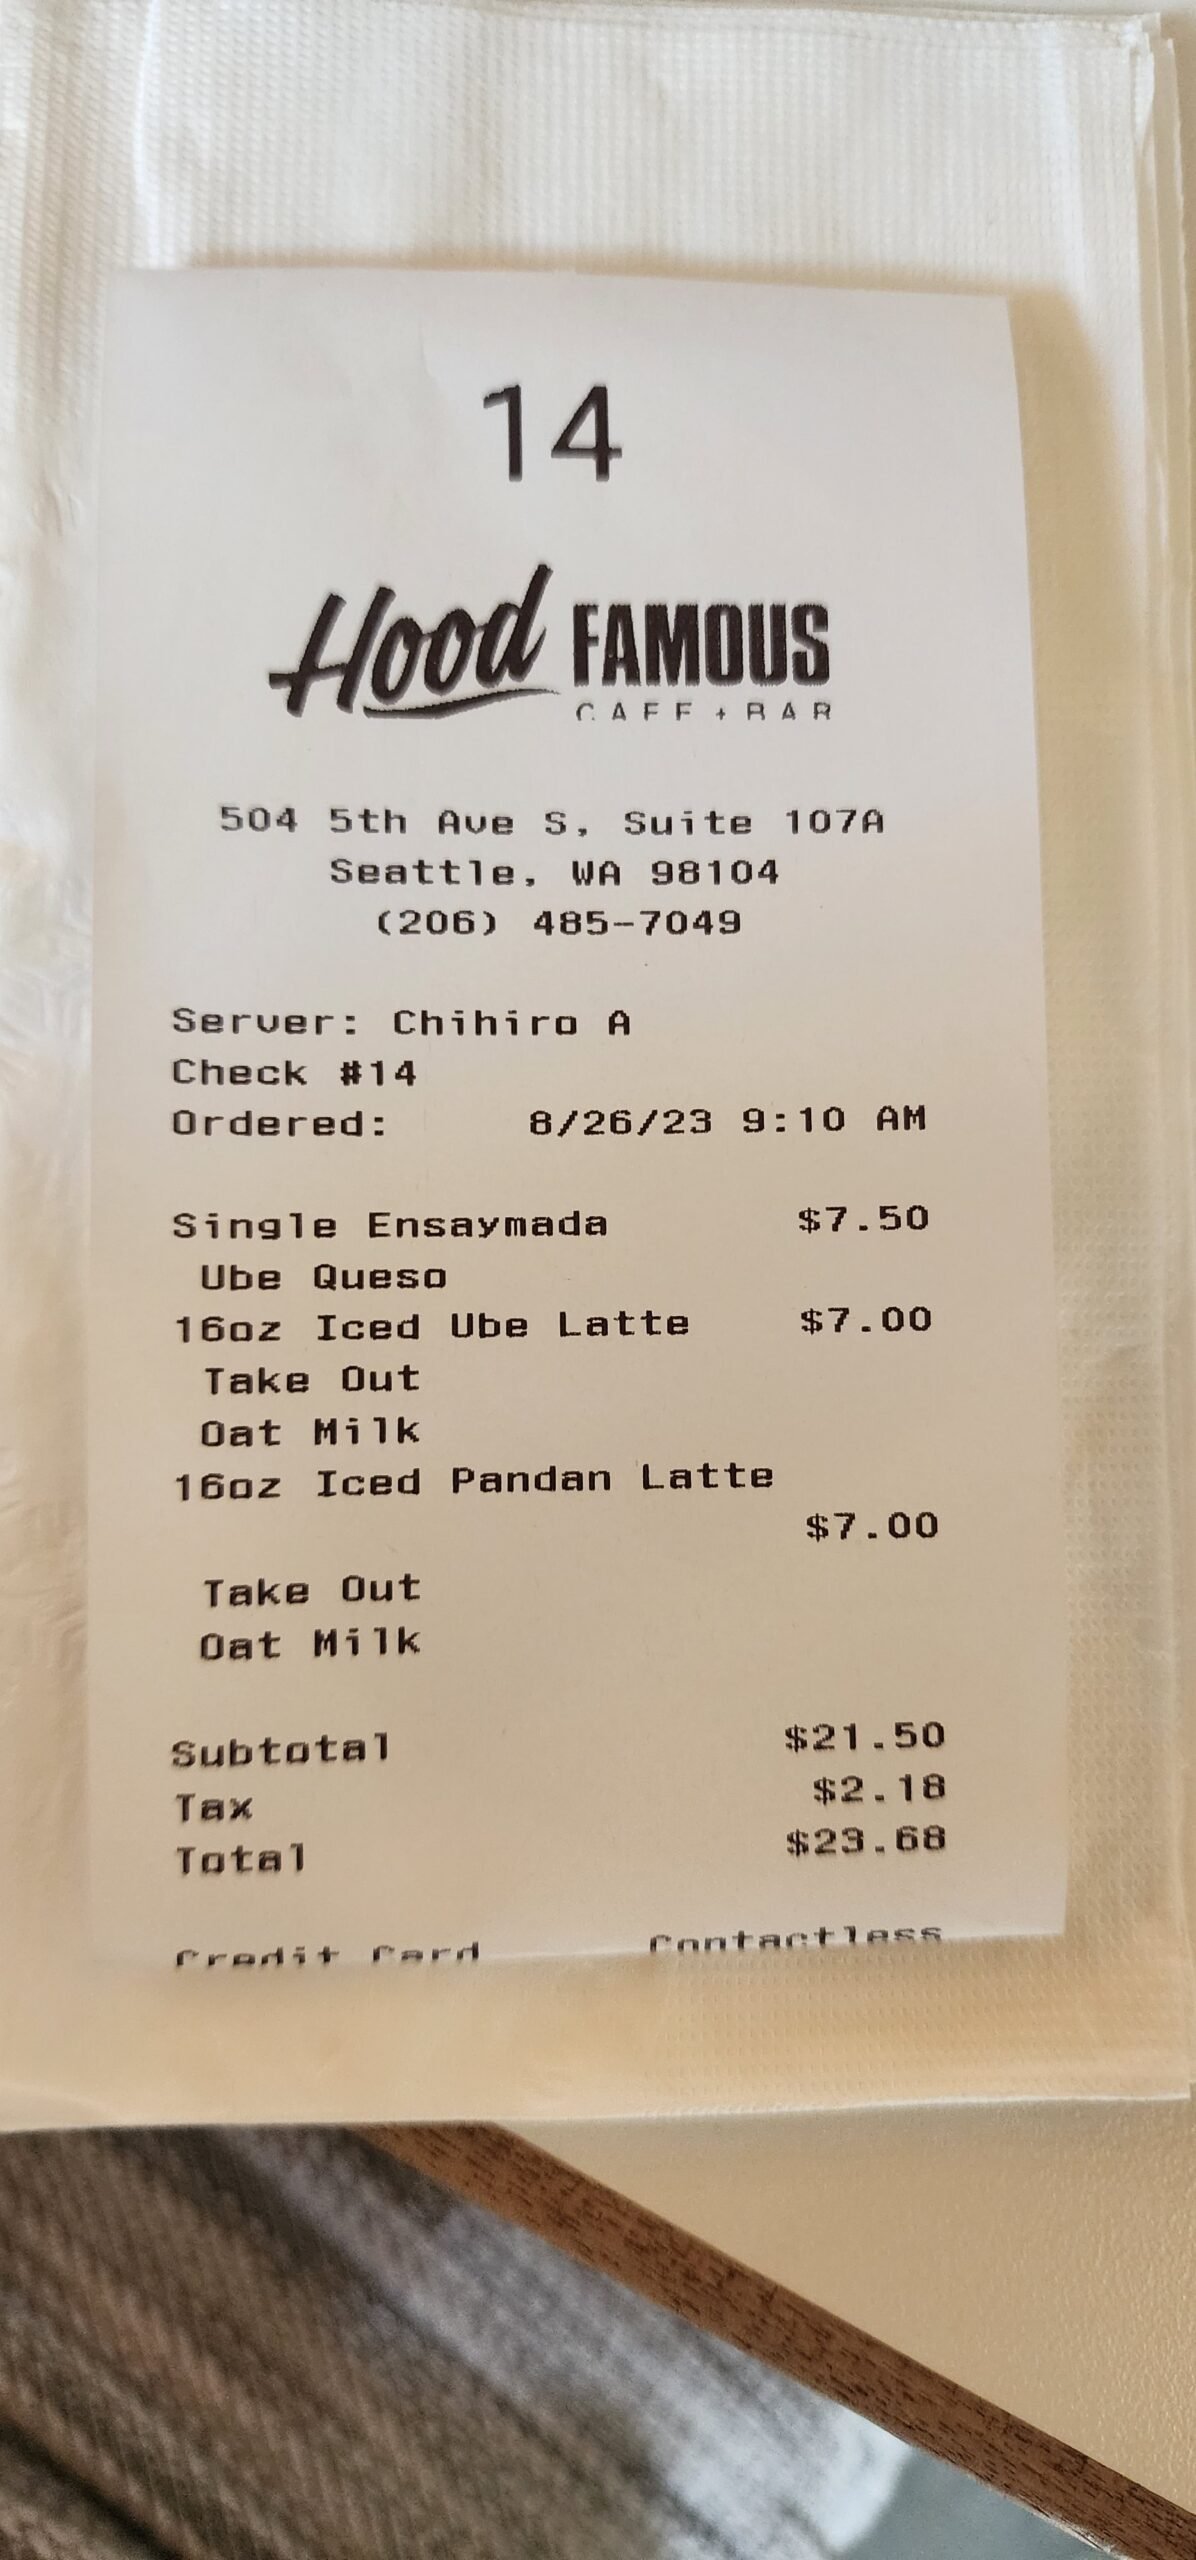 14
Hood FAMOUS
CAFE + BAR
504 5th Ave S, Suite 107A
Seattle, WA 98104
(206) 485-7049
Server: Chihiro A
Check #14
Ordered: 8/26/23 9:10 AM
Single Ensaymada $7.50
Ube Queso
16oz Iced Ube Latte $7.00
Take Out
Oat Milk
16oz Iced Pandan Latte
$7.00
Take Out
Oat Milk
Subtotal $21.50
Tax $2.18
Total $23.68
Credit Card Contactless